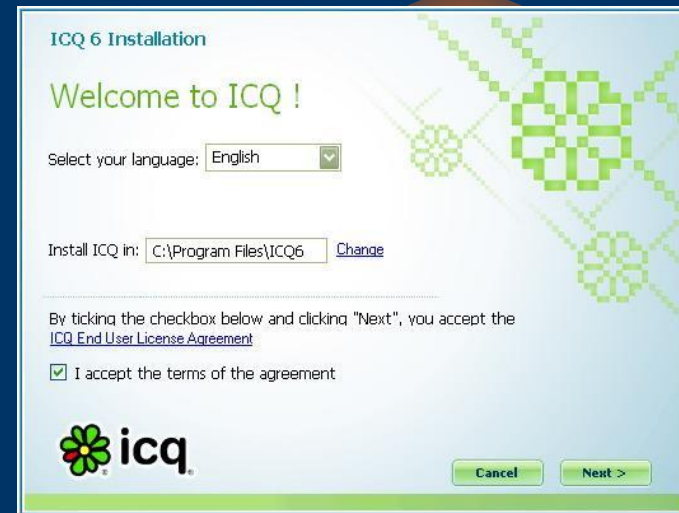 ICQ 6 Installation
Welcome to ICQ !
Select your language: English
Install ICQ in: C:\Program Files\ICQ6 Change
By ticking the checkbox below and clicking "Next", you accept the
ICQ End User License Agreement
I accept the terms of the agreement
icq
Cancel Next >